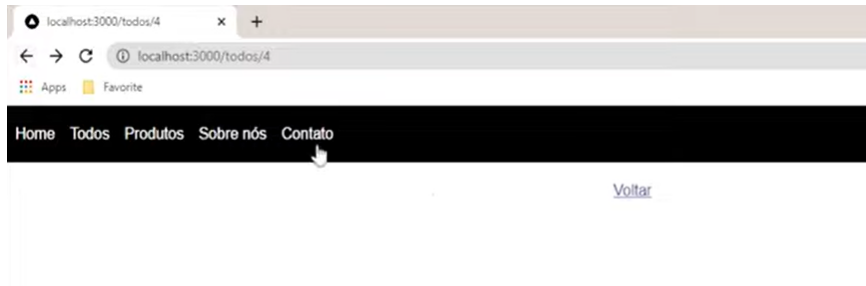 localhost:3000/todos/4
localhost:3000/todos/4
Apps Favorite
Home Todos Produtos Sobre nós Contato
Voltar